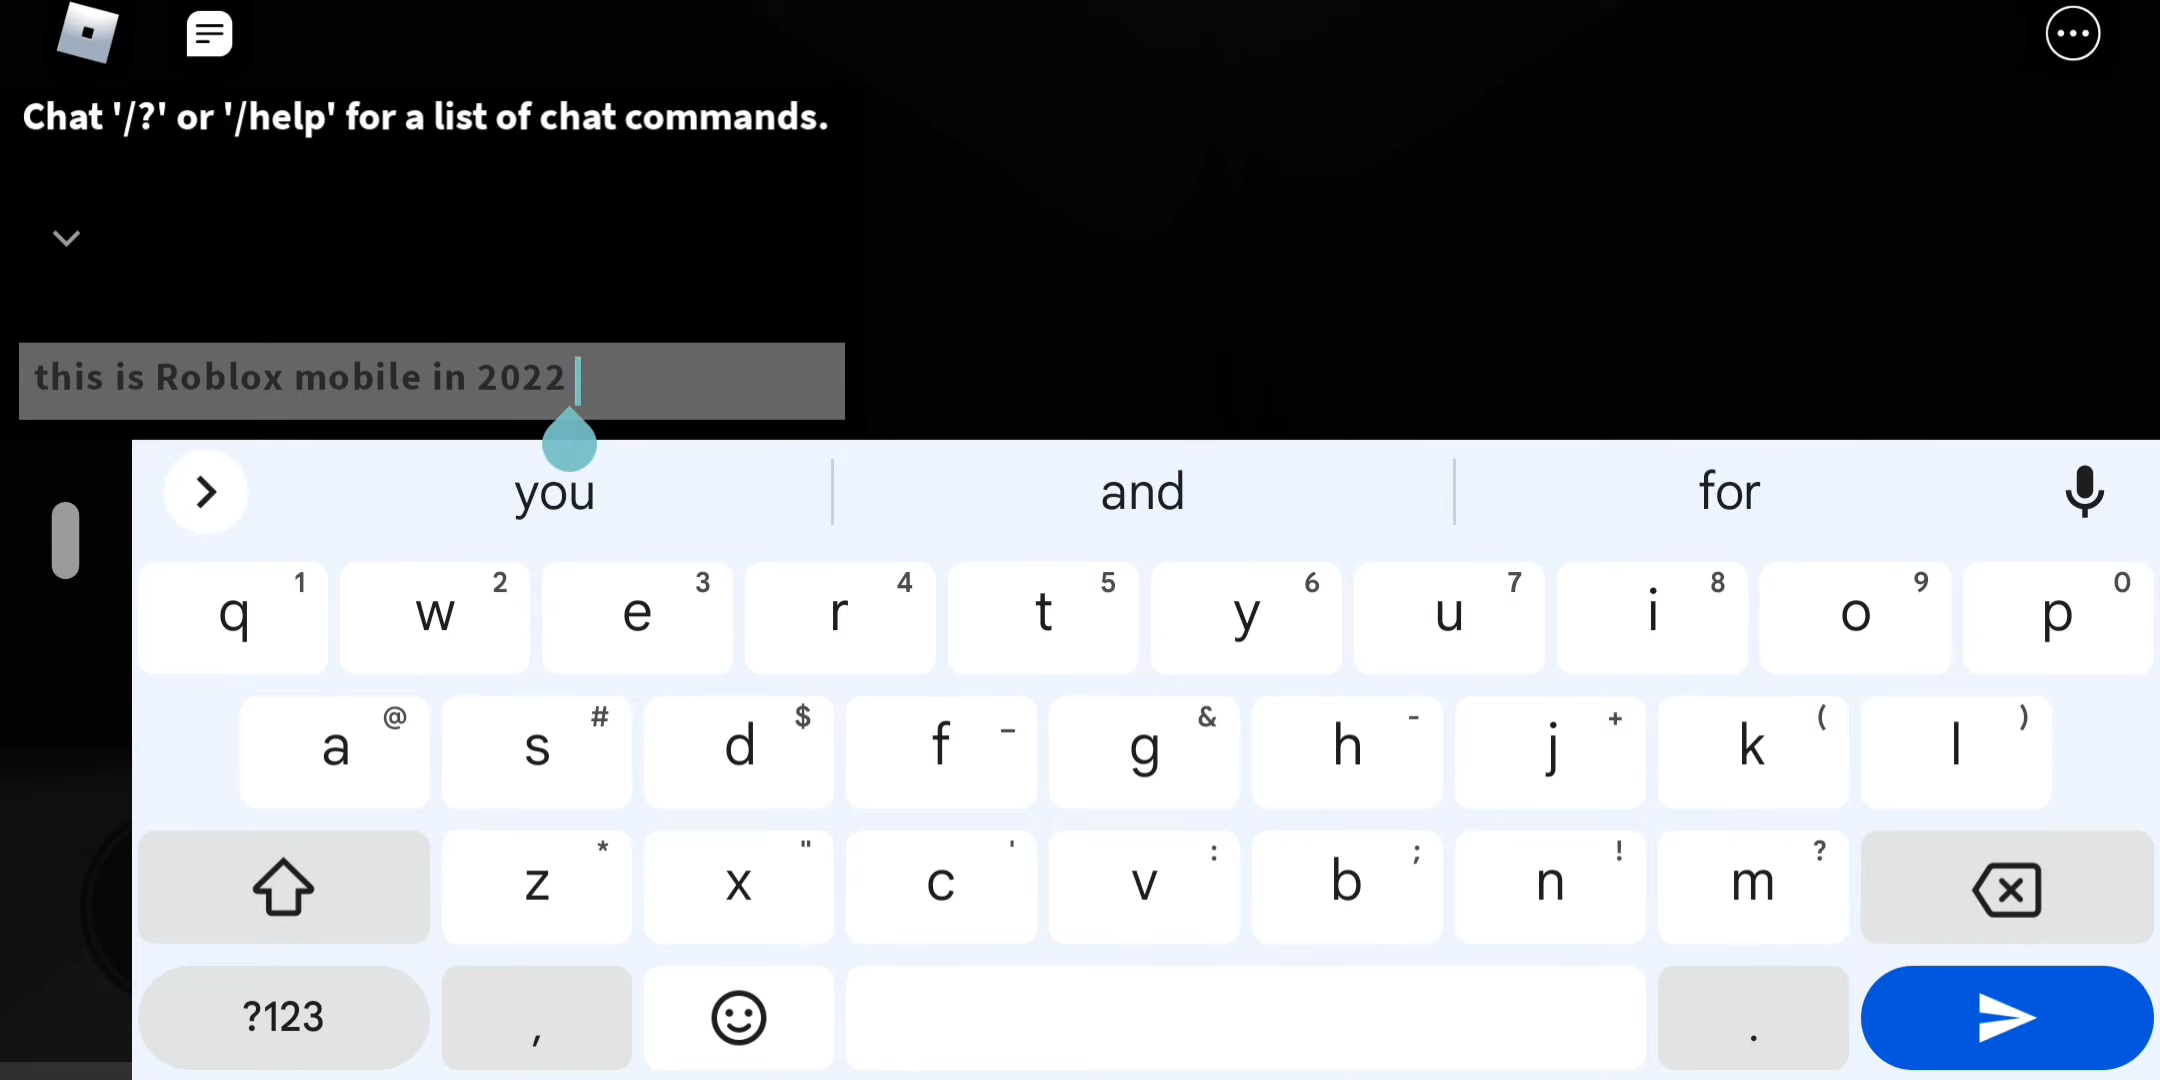 Chat '/?' or '/help' for a list of chat commands.
this is Roblox mobile in 2022
you and for
1 2 3 4 5 6 7 8 9 0
q w e r t y u i o p
@ # $ _ & - + ( )
a s d f g h j k l
* " ' : ; ! ?
z x c v b n m
?123 , .